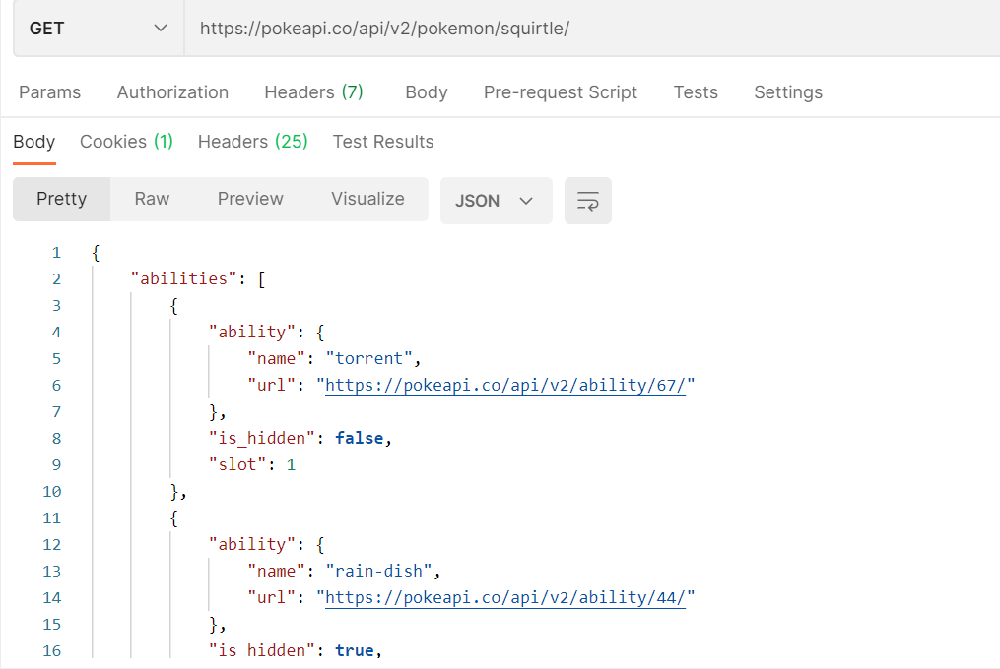 GET https://pokeapi.co/api/v2/pokemon/squirtle/
Params Authorization Headers (7) Body Pre-request Script Tests Settings
Body Cookies (1) Headers (25) Test Results
Pretty Raw Preview Visualize JSON
1 {
2 "abilities": [
3 {
4 "ability": {
5 "name": "torrent",
6 "url": "https://pokeapi.co/api/v2/ability/67/"
7 },
8 "is_hidden": false,
9 "slot": 1
10 },
11 {
12 "ability": {
13 "name": "rain-dish",
14 "url": "https://pokeapi.co/api/v2/ability/44/"
15 },
16 "is hidden": true,